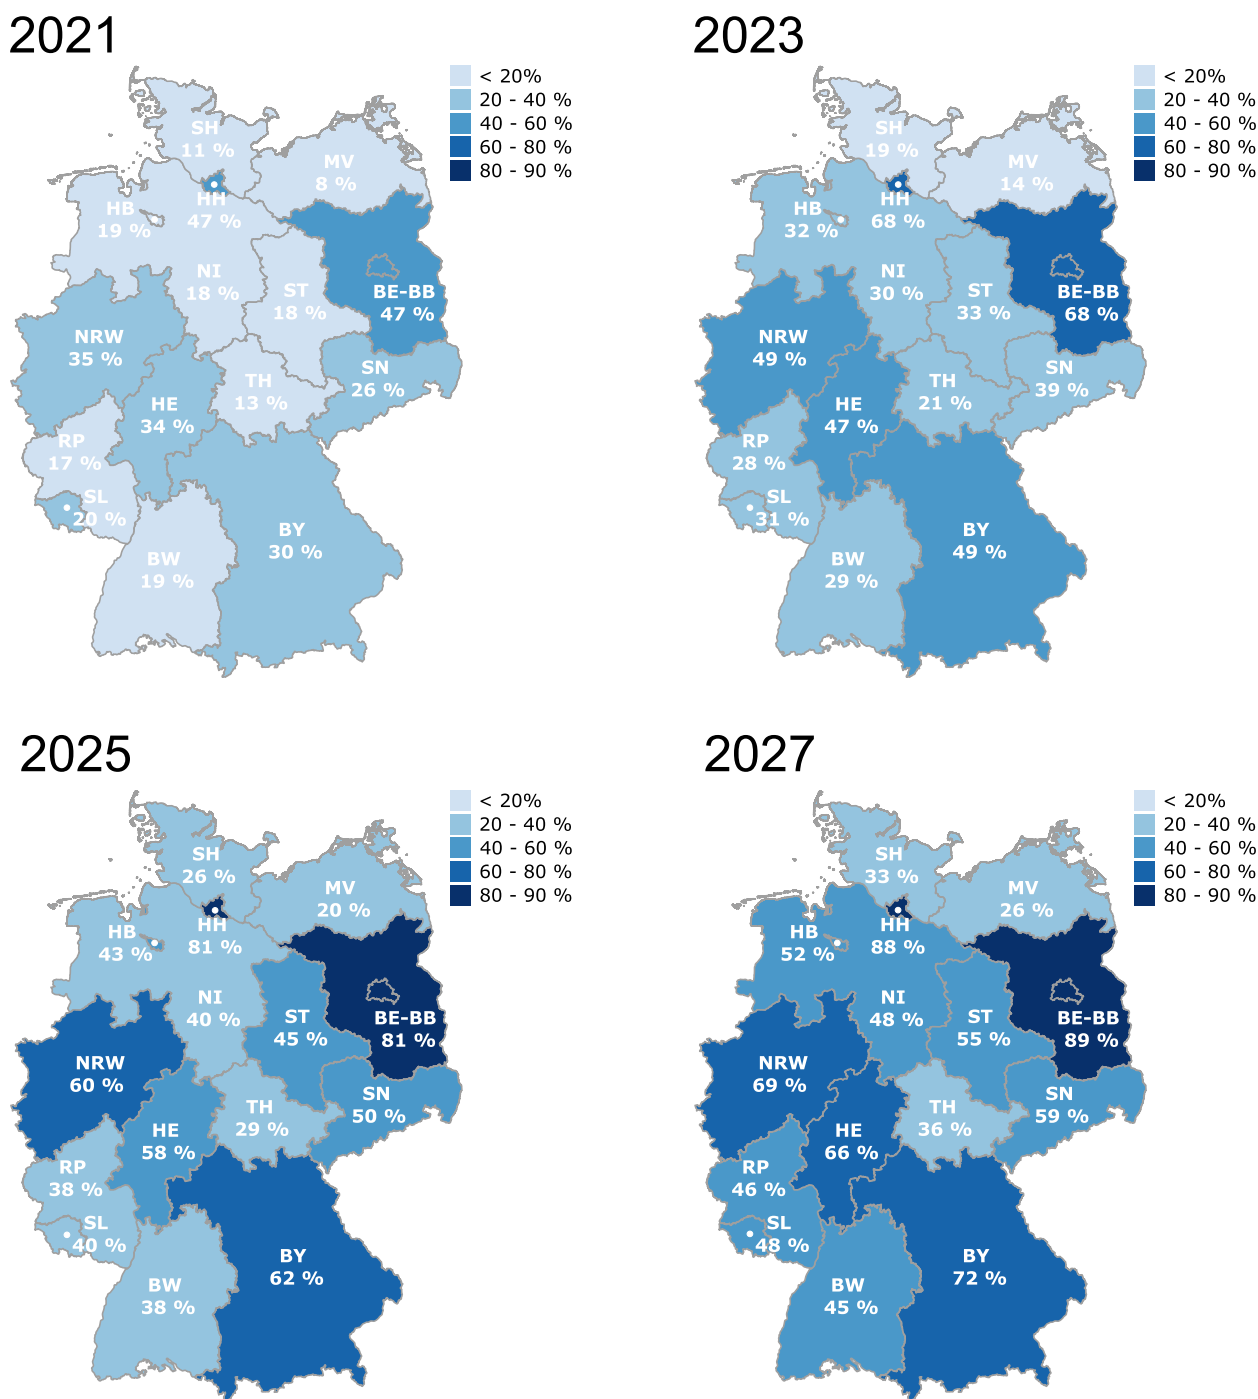 2021
< 20%
20 - 40 %
40 - 60 %
60 - 80 %
80 - 90 %
SH
11 %
MV
8 %
HH
47 %
HB
19 %
NI
18 %
ST
18 %
BE-BB
47 %
NRW
35 %
SN
26 %
TH
13 %
HE
34 %
RP
17 %
SL
20 %
BY
30 %
BW
19 %
2023
< 20%
20 - 40 %
40 - 60 %
60 - 80 %
80 - 90 %
SH
19 %
MV
14 %
HH
68 %
HB
32 %
NI
30 %
ST
33 %
BE-BB
68 %
NRW
49 %
SN
39 %
TH
21 %
HE
47 %
RP
28 %
SL
31 %
BY
49 %
BW
29 %
2025
< 20%
20 - 40 %
40 - 60 %
60 - 80 %
80 - 90 %
SH
26 %
MV
20 %
HH
81 %
HB
43 %
NI
40 %
ST
45 %
BE-BB
81 %
NRW
60 %
SN
50 %
TH
29 %
HE
58 %
RP
38 %
SL
40 %
BY
62 %
BW
38 %
2027
< 20%
20 - 40 %
40 - 60 %
60 - 80 %
80 - 90 %
SH
33 %
MV
26 %
HH
88 %
HB
52 %
NI
48 %
ST
55 %
BE-BB
89 %
NRW
69 %
SN
59 %
TH
36 %
HE
66 %
RP
46 %
SL
48 %
BY
72 %
BW
45 %